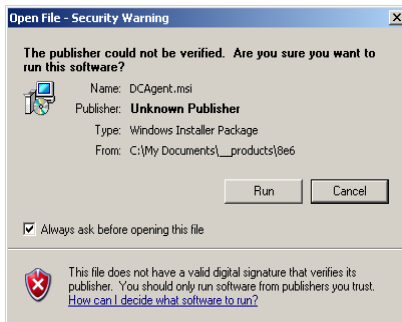 Open File - Security Warning
The publisher could not be verified. Are you sure you want to
run this software?
Name: DCAgent.msi
Publisher: Unknown Publisher
Type: Windows Installer Package
From: C:\My Documents\__products\8e6
Run Cancel
Always ask before opening this file
This file does not have a valid digital signature that verifies its
publisher. You should only run software from publishers you trust.
How can I decide what software to run?